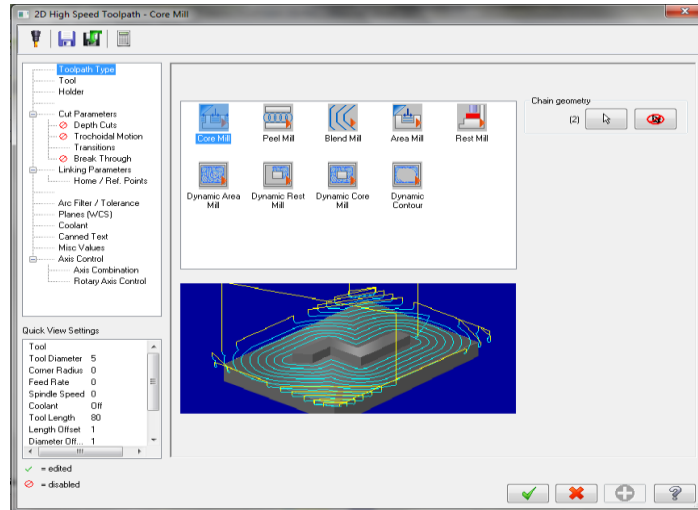 2D High Speed Toolpath - Core Mill
Toolpath Type
Tool
Holder
Cut Parameters
Depth Cuts
Trochoidal Motion
Transitions
Break Through
Linking Parameters
Home / Ref. Points
Arc Filter / Tolerance
Planes (WCS)
Coolant
Canned Text
Misc Values
Axis Control
Axis Combination
Rotary Axis Control
Core Mill
Peel Mill
Blend Mill
Area Mill
Rest Mill
Dynamic Area Mill
Dynamic Rest Mill
Dynamic Core Mill
Dynamic Contour
Chain geometry
(2)
Quick View Settings
Tool
Tool Diameter 5
Corner Radius 0
Feed Rate 0
Spindle Speed 0
Coolant Off
Tool Length 80
Length Offset 1
Diameter Off... 1
= edited
= disabled